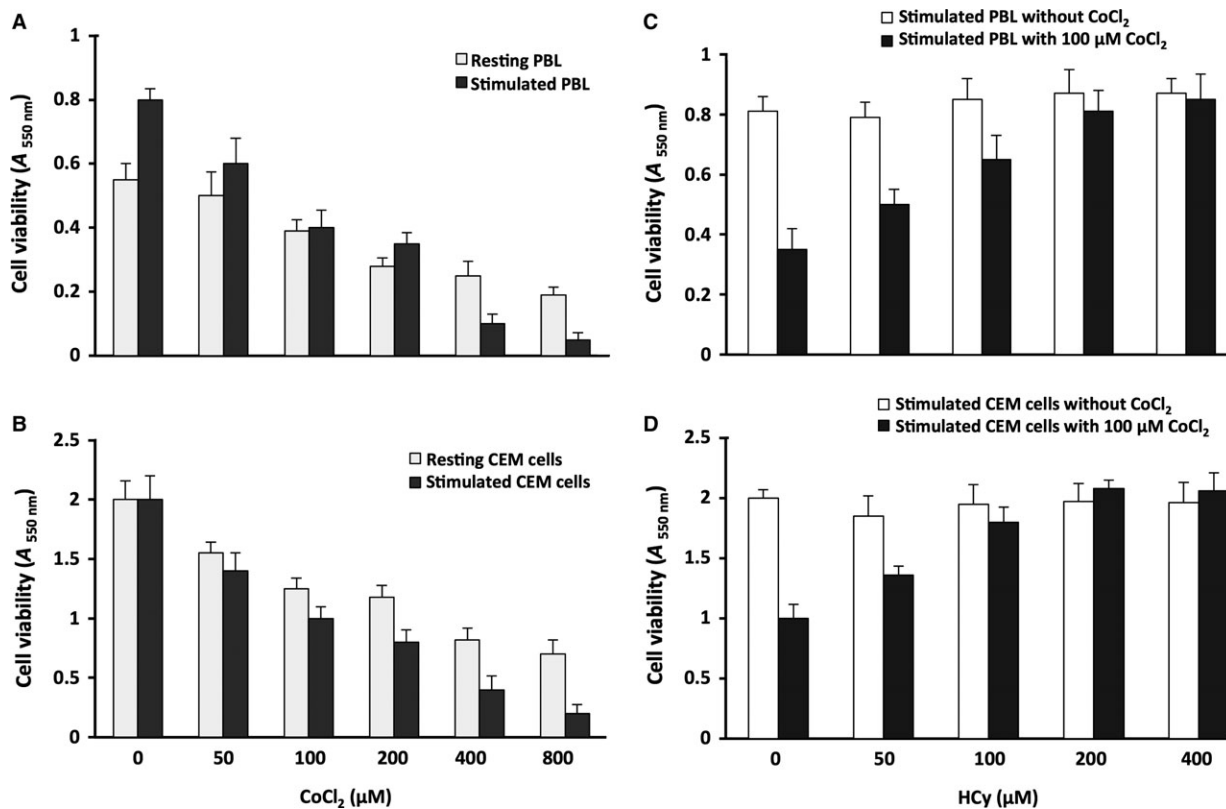 A
Resting PBL
Stimulated PBL
Cell viability (A 550 nm)
1
0.8
0.6
0.4
0.2
0
B
Resting CEM cells
Stimulated CEM cells
Cell viability (A 550 nm)
2.5
2
1.5
1
0.5
0
0 50 100 200 400 800
CoCl₂ (µM)
C
Stimulated PBL without CoCl₂
Stimulated PBL with 100 µM CoCl₂
Cell viability (A 550 nm)
1
0.8
0.6
0.4
0.2
0
D
Stimulated CEM cells without CoCl₂
Stimulated CEM cells with 100 µM CoCl₂
Cell viability (A 550 nm)
2.5
2
1.5
1
0.5
0
0 50 100 200 400
HCy (µM)